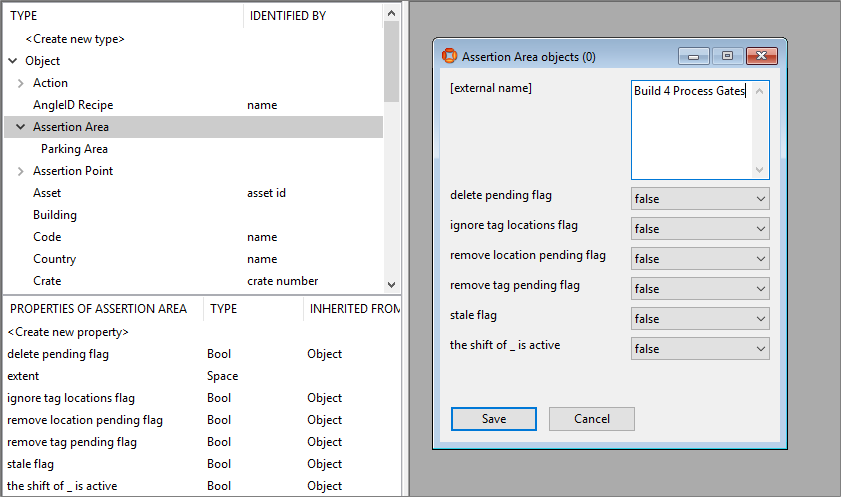 TYPE IDENTIFIED BY
<Create new type>
Object
Action
AngleID Recipe name
Assertion Area
Parking Area
Assertion Point
Asset asset id
Building
Code name
Country name
Crate crate number
PROPERTIES OF ASSERTION AREA TYPE INHERITED FROM
<Create new property>
delete pending flag Bool Object
extent Space
ignore tag locations flag Bool Object
remove location pending flag Bool Object
remove tag pending flag Bool Object
stale flag Bool Object
the shift of _ is active Bool Object
Assertion Area objects (0)
[external name] Build 4 Process Gates
delete pending flag false
ignore tag locations flag false
remove location pending flag false
remove tag pending flag false
stale flag false
the shift of _ is active false
Save Cancel